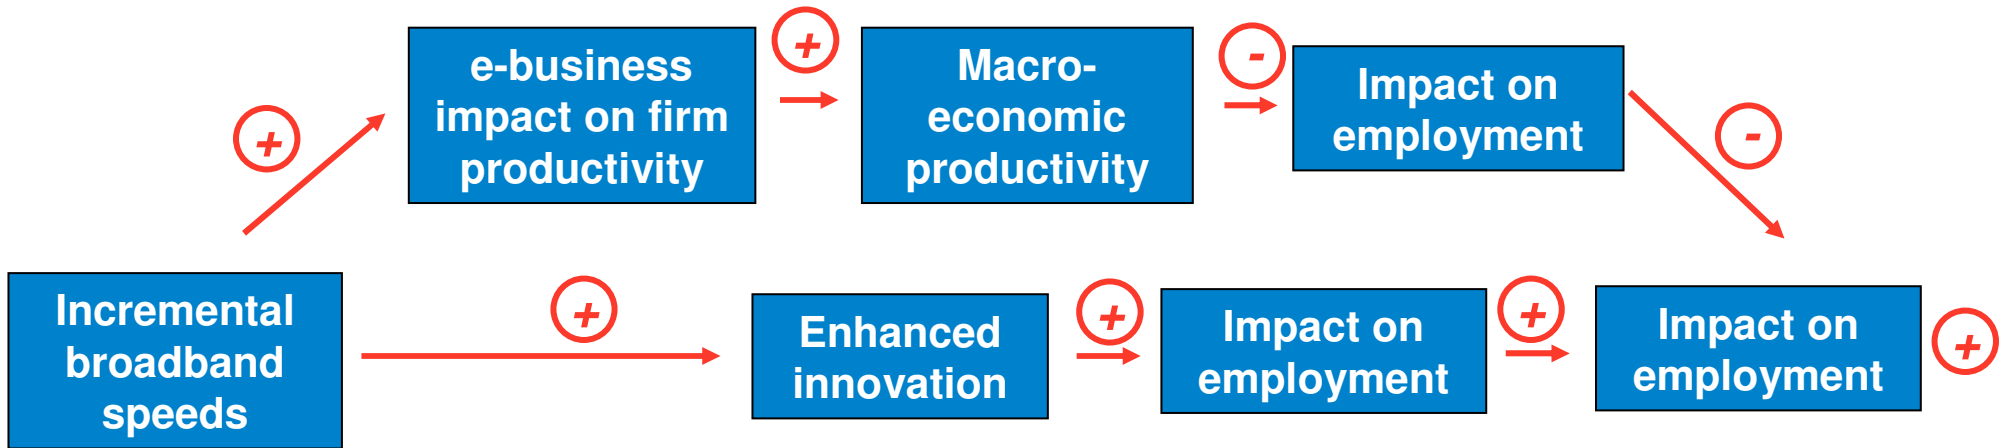 e-business
impact on firm
productivity
+
Macro-
economic
productivity
-
Impact on
employment
+
-
Incremental
broadband
speeds
+
Enhanced
innovation
+
Impact on
employment
+
Impact on
employment
+